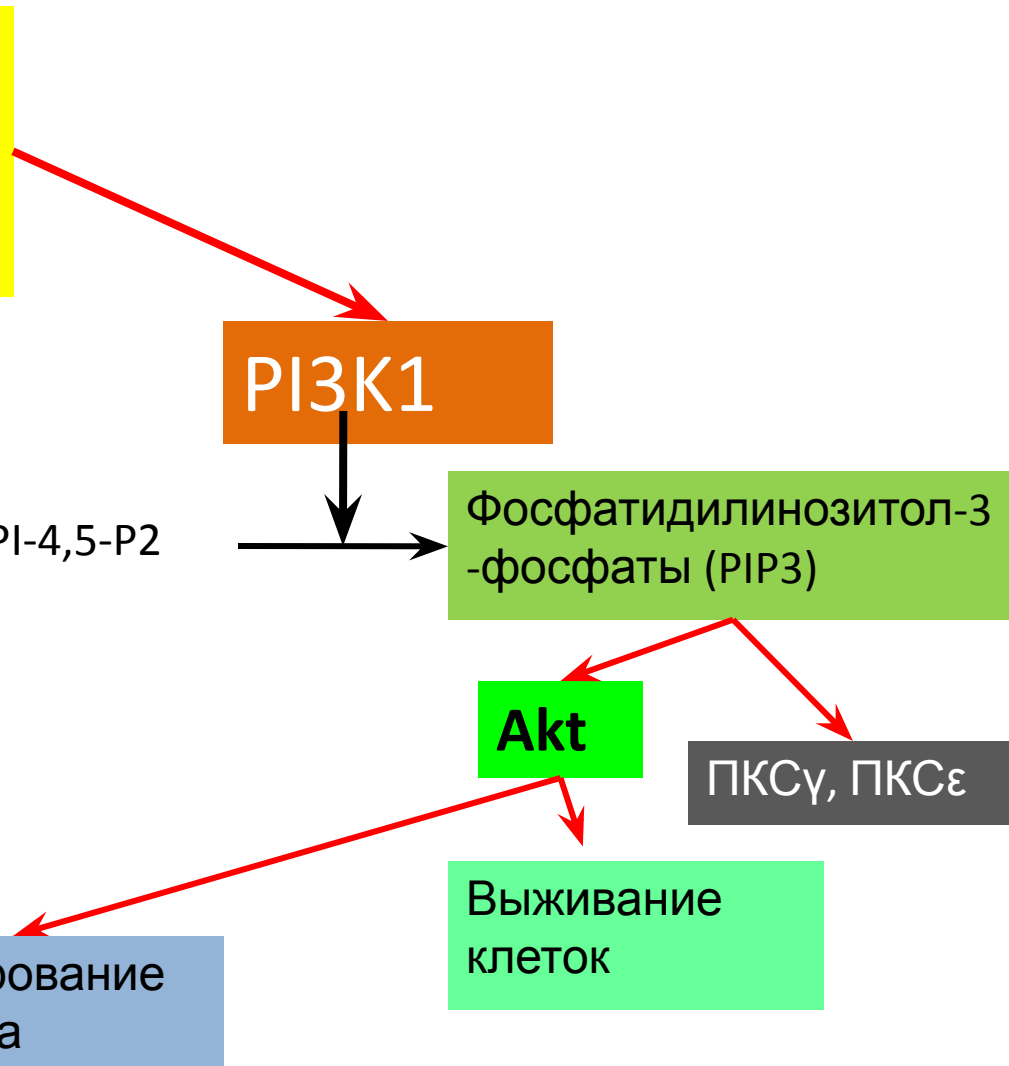 PI3K1
PI-4,5-P2
Фосфатидилинозитол-3
-фосфаты (PIP3)
Akt
ПКСγ, ПКСε
Выживание
клеток
рование
а